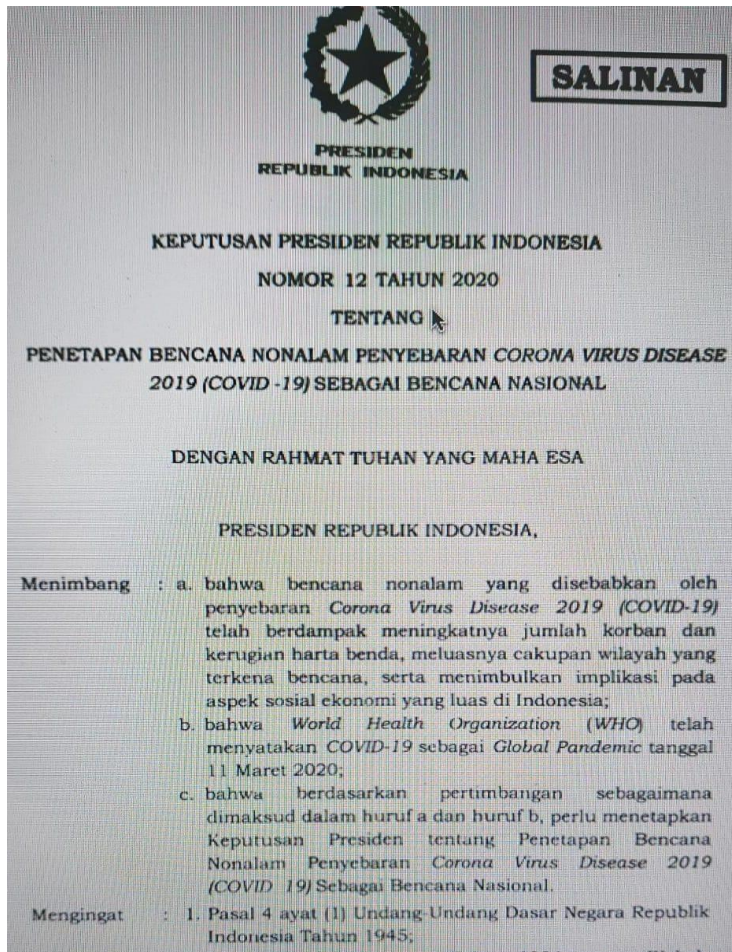 SALINAN
PRESIDEN
REPUBLIK INDONESIA
KEPUTUSAN PRESIDEN REPUBLIK INDONESIA
NOMOR 12 TAHUN 2020
TENTANG
PENETAPAN BENCANA NONALAM PENYEBARAN CORONA VIRUS DISEASE
2019 (COVID -19) SEBAGAI BENCANA NASIONAL
DENGAN RAHMAT TUHAN YANG MAHA ESA
PRESIDEN REPUBLIK INDONESIA,
Menimbang : a. bahwa bencana nonalam yang disebabkan oleh
penyebaran Corona Virus Disease 2019 (COVID-19)
telah berdampak meningkatnya jumlah korban dan
kerugian harta benda, meluasnya cakupan wilayah yang
terkena bencana, serta menimbulkan implikasi pada
aspek sosial ekonomi yang luas di Indonesia;
b. bahwa World Health Organization (WHO) telah
menyatakan COVID-19 sebagai Global Pandemic tanggal
11 Maret 2020;
c. bahwa berdasarkan pertimbangan sebagaimana
dimaksud dalam huruf a dan huruf b, perlu menetapkan
Keputusan Presiden tentang Penetapan Bencana
Nonalam Penyebaran Corona Virus Disease 2019
(COVID 19) Sebagai Bencana Nasional.
Mengingat : 1. Pasal 4 ayat (1) Undang-Undang Dasar Negara Republik
Indonesia Tahun 1945;